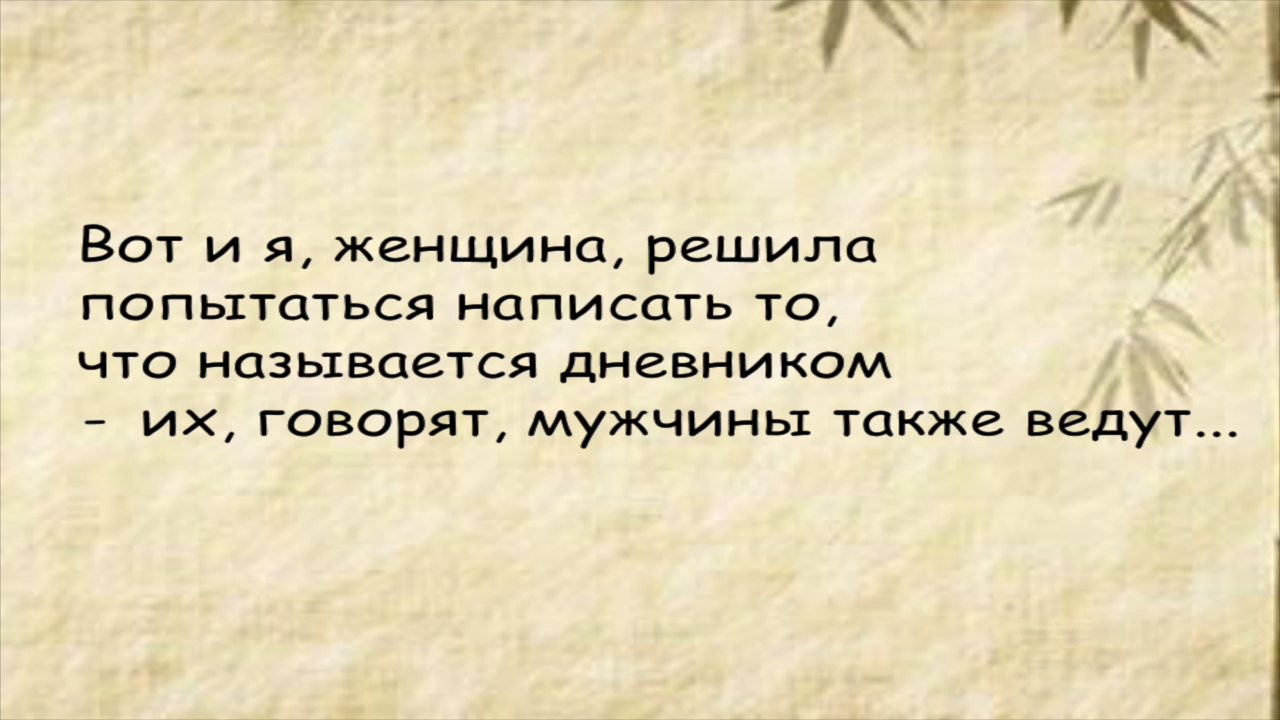 Вот и я, женщина, решила
попытаться написать то,
что называется дневником
- их, говорят, мужчины также ведут...